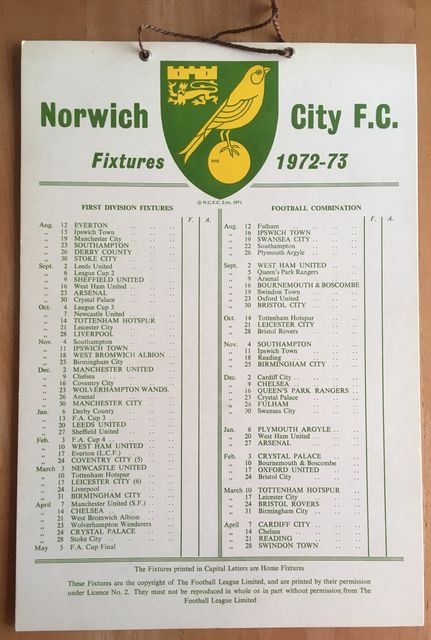 Norwich City F.C.
Fixtures 1972-73
© N.C.F.C. Ltd. 1971
FIRST DIVISION FIXTURES
F. A.
Aug. 12 EVERTON
„ 15 Ipswich Town
„ 19 Manchester City
„ 23 SOUTHAMPTON
„ 26 DERBY COUNTY
„ 30 STOKE CITY
Sept. 2 Leeds United
„ 6 League Cup 2
„ 9 SHEFFIELD UNITED
„ 16 West Ham United
„ 23 ARSENAL
„ 30 Crystal Palace
Oct. 4 League Cup 3
„ 7 Newcastle United
„ 14 TOTTENHAM HOTSPUR
„ 21 Leicester City
„ 28 LIVERPOOL
Nov. 4 Southampton
„ 11 IPSWICH TOWN
„ 18 WEST BROMWICH ALBION
„ 25 Birmingham City
Dec. 2 MANCHESTER UNITED
„ 9 Chelsea
„ 16 Coventry City
„ 23 WOLVERHAMPTON WANDS.
„ 26 Arsenal
„ 30 MANCHESTER CITY
Jan. 6 Derby County
„ 13 F.A. Cup 3
„ 20 LEEDS UNITED
„ 27 Sheffield United
Feb. 3 F.A. Cup 4
„ 10 WEST HAM UNITED
„ 17 Everton (L.C.F.)
„ 24 COVENTRY CITY (5)
March 3 NEWCASTLE UNITED
„ 10 Tottenham Hotspur
„ 17 LEICESTER CITY (6)
„ 24 Liverpool
„ 31 BIRMINGHAM CITY
April 7 Manchester United (S.F.)
„ 14 CHELSEA
„ 21 West Bromwich Albion
„ 23 Wolverhampton Wanderers
„ 24 CRYSTAL PALACE
„ 28 Stoke City
May 5 F.A. Cup Final
FOOTBALL COMBINATION
F. A.
Aug. 12 Fulham
„ 16 IPSWICH TOWN
„ 19 SWANSEA CITY
„ 22 Southampton
„ 26 Plymouth Argyle
Sept. 2 WEST HAM UNITED
„ 5 Queen's Park Rangers
„ 9 Arsenal
„ 16 BOURNEMOUTH & BOSCOMBE
„ 19 Swindon Town
„ 23 Oxford United
„ 30 BRISTOL CITY
Oct. 14 Tottenham Hotspur
„ 21 LEICESTER CITY
„ 28 Bristol Rovers
Nov. 4 SOUTHAMPTON
„ 11 Ipswich Town
„ 18 Reading
„ 25 BIRMINGHAM CITY
Dec. 2 Cardiff City
„ 9 CHELSEA
„ 16 QUEEN'S PARK RANGERS
„ 23 Crystal Palace
„ 26 FULHAM
„ 30 Swansea City
Jan. 6 PLYMOUTH ARGYLE
„ 20 West Ham United
„ 27 ARSENAL
Feb. 3 CRYSTAL PALACE
„ 10 Bournemouth & Boscombe
„ 17 OXFORD UNITED
„ 24 Bristol City
March 10 TOTTENHAM HOTSPUR
„ 17 Leicester City
„ 24 BRISTOL ROVERS
„ 31 Birmingham City
April 7 CARDIFF CITY
„ 14 Chelsea
„ 21 READING
„ 28 SWINDON TOWN
The Fixtures printed in Capital Letters are Home Fixtures
These Fixtures are the copyright of The Football League Limited, and are printed by their permission
under Licence No. 2. They must not be reproduced in whole or in part without permission from The
Football League Limited